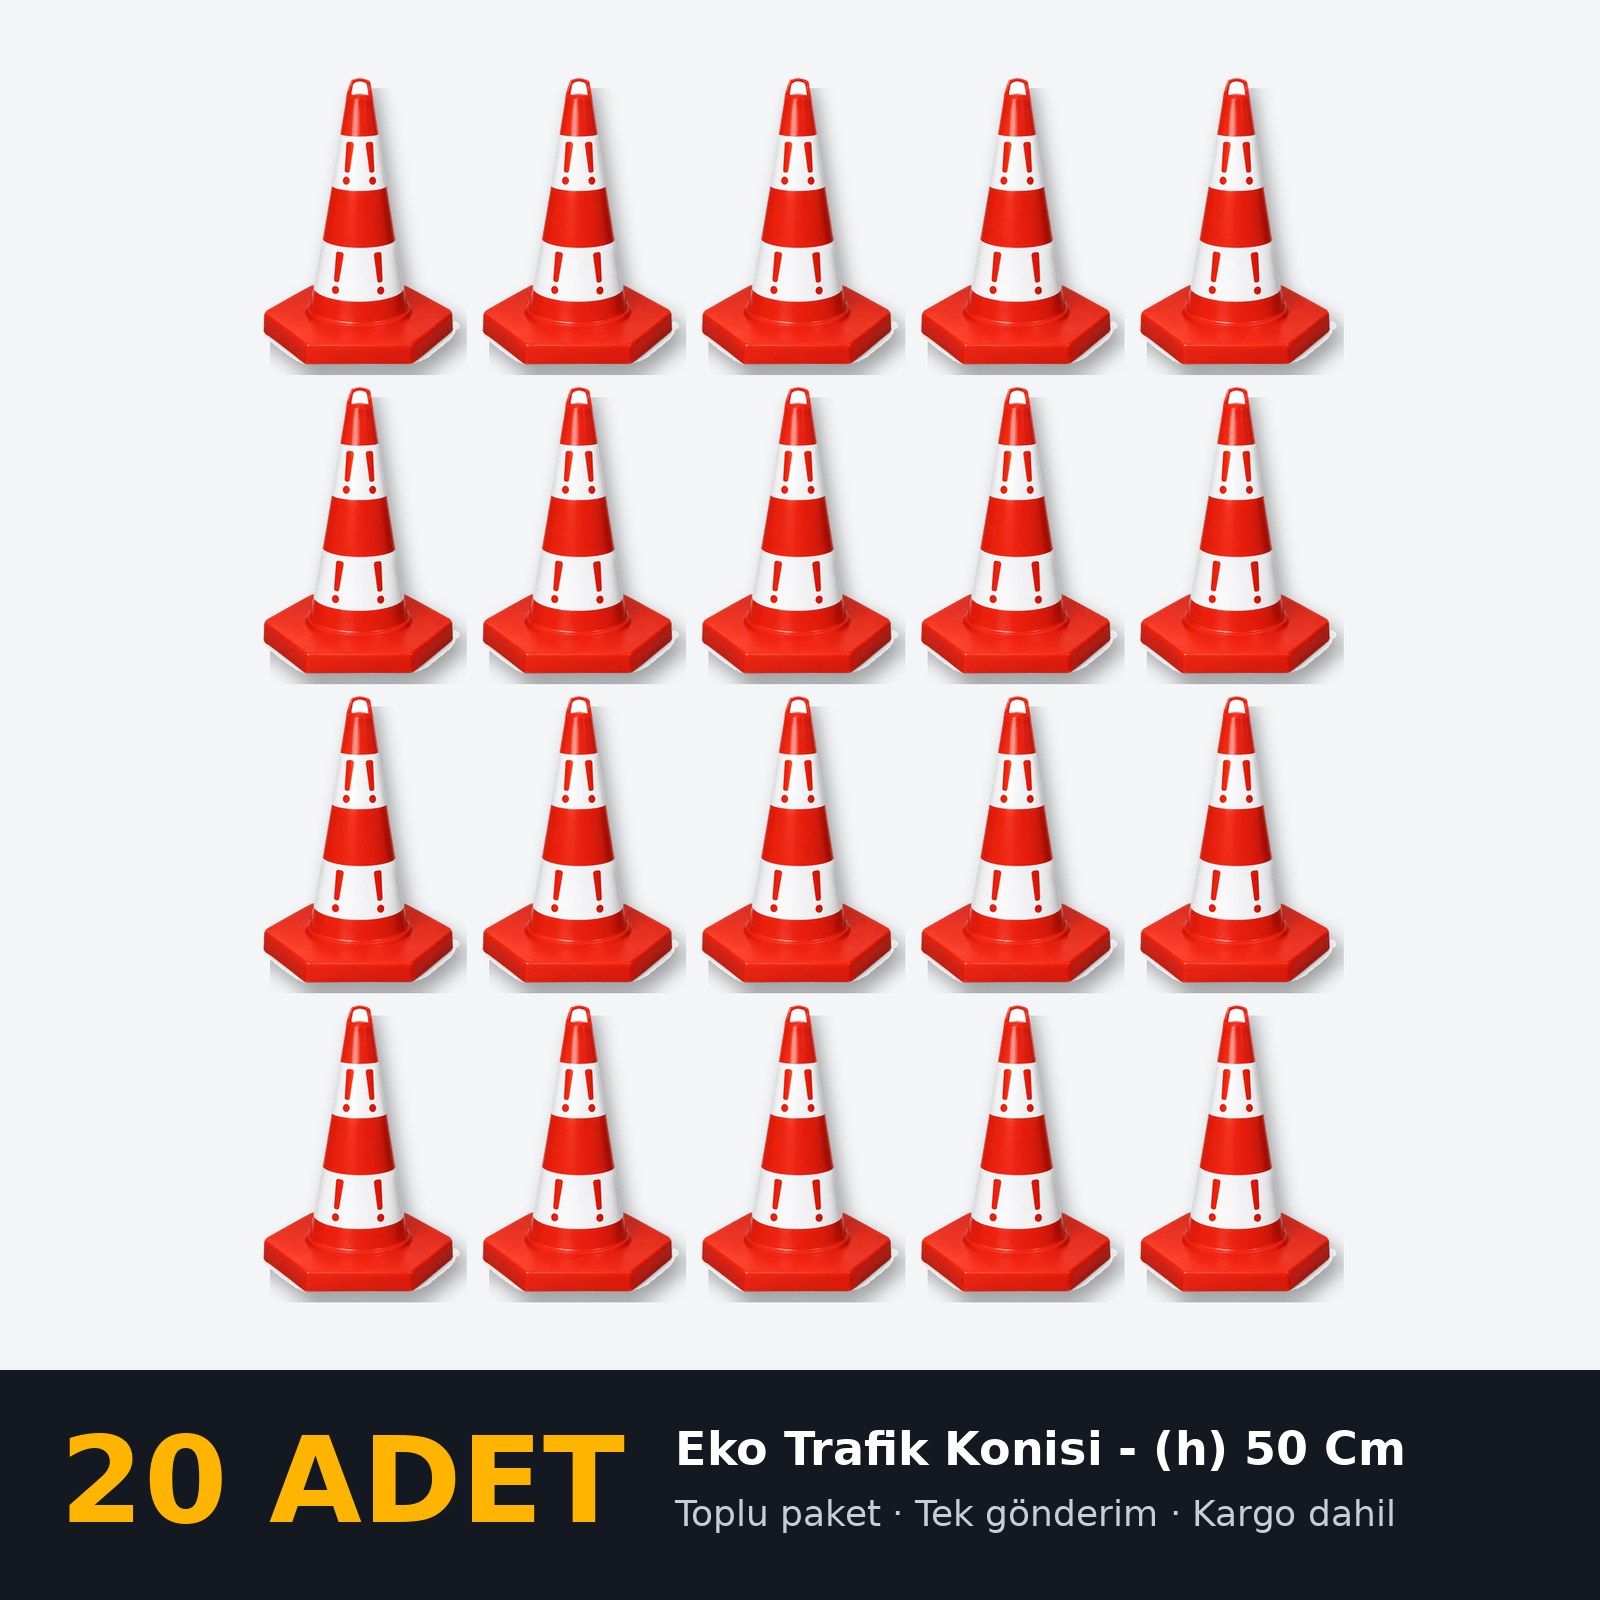 20 ADET
Eko Trafik Konisi - (h) 50 Cm
Toplu paket · Tek gönderim · Kargo dahil